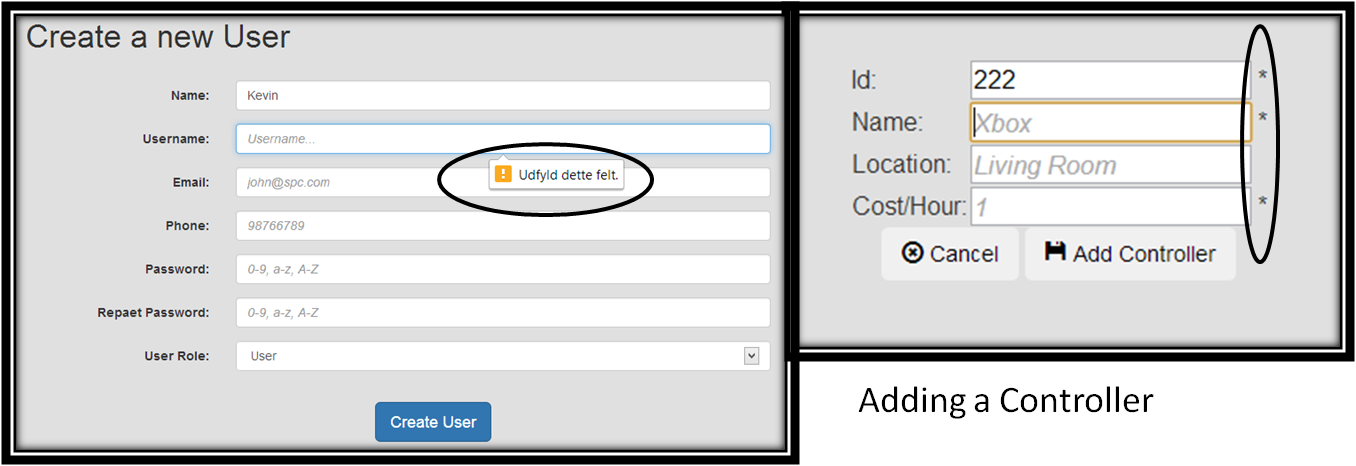 Create a new User
Name: Kevin
Username: Username...
Udfyld dette felt.
Email: john@spc.com
Phone: 98766789
Password: 0-9, a-z, A-Z
Repaet Password: 0-9, a-z, A-Z
User Role: User
Create User
Id: 222 *
Name: Xbox *
Location: Living Room
Cost/Hour: 1 *
Cancel Add Controller
Adding a Controller